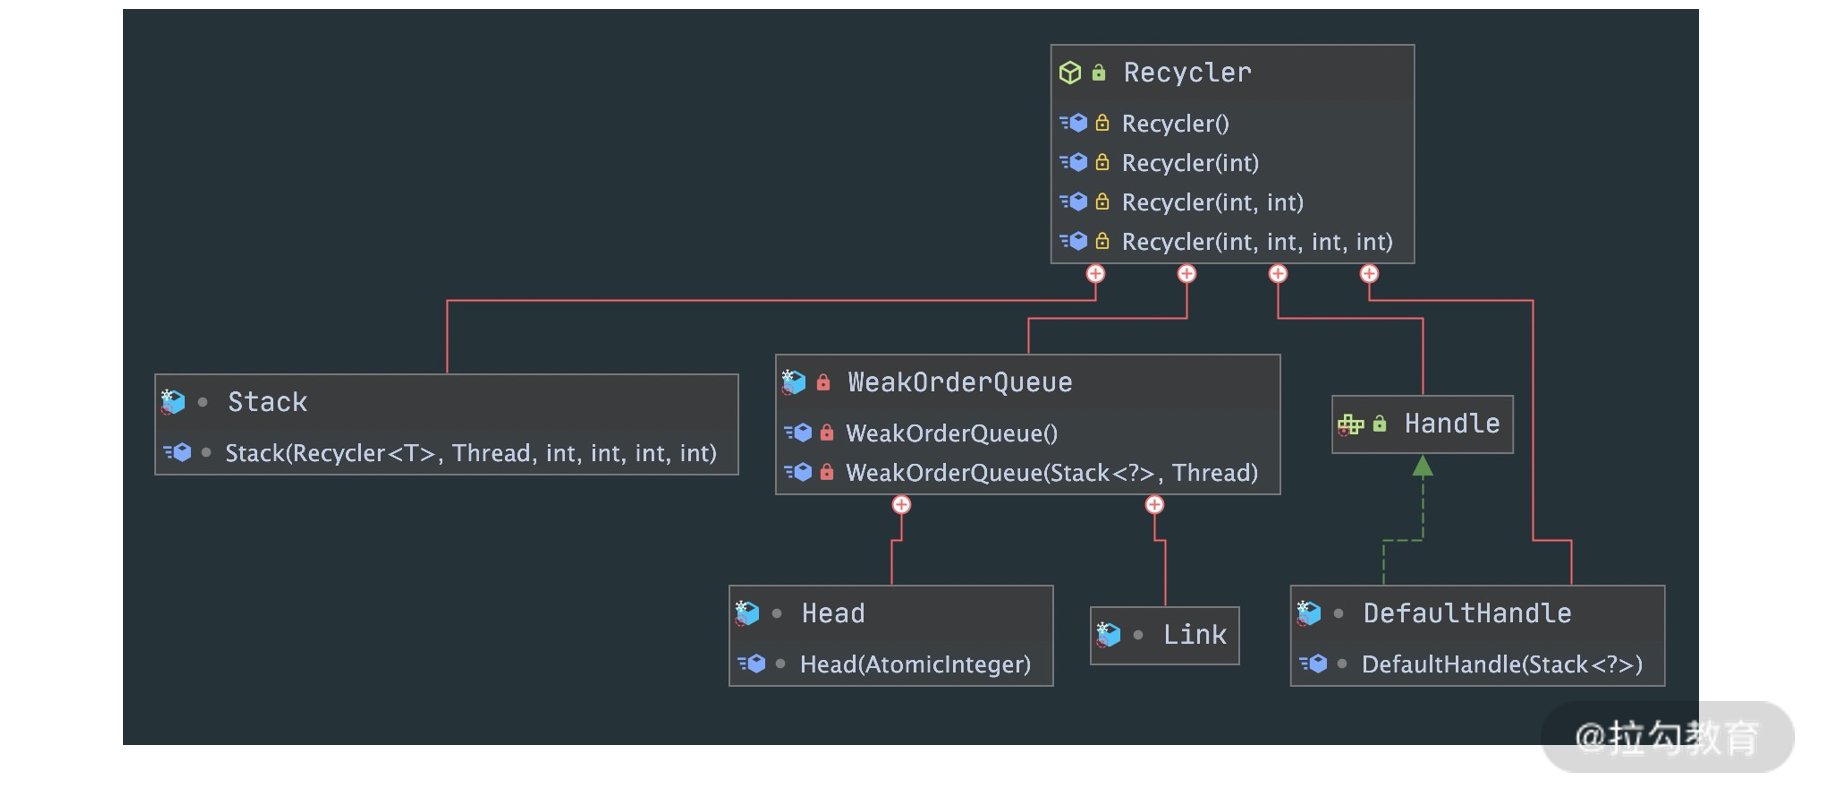 Recycler
Recycler()
Recycler(int)
Recycler(int, int)
Recycler(int, int, int, int)
Stack
Stack(Recycler<T>, Thread, int, int, int, int)
WeakOrderQueue
WeakOrderQueue()
WeakOrderQueue(Stack<?>, Thread)
Handle
Head
Head(AtomicInteger)
Link
DefaultHandle
DefaultHandle(Stack<?>)
@拉勾教育